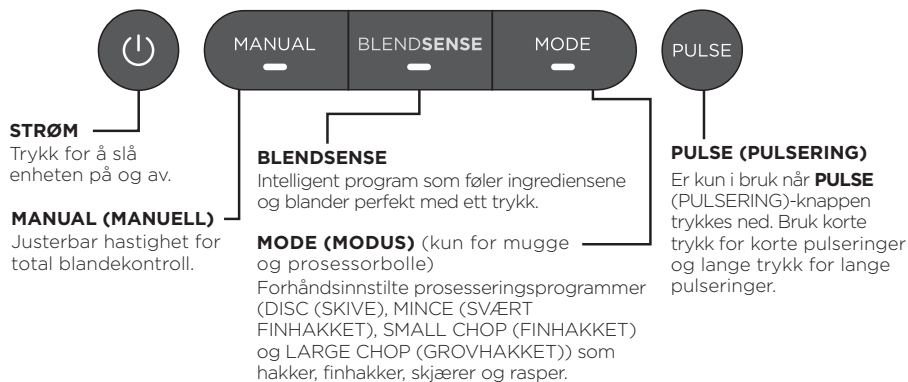 MANUAL
BLENDSENSE
MODE
PULSE
STRØM
Trykk for å slå
enheten på og av.
MANUAL (MANUELL)
Justerbar hastighet for
total blandekontroll.
BLENDSENSE
Intelligent program som føler ingrediensene
og blander perfekt med ett trykk.
MODE (MODUS) (kun for mugge
og prosessorbolle)
Forhåndsinnstilte prosesseringsprogrammer
(DISC (SKIVE), MINCE (SVÆRT
FINHAKKET), SMALL CHOP (FINHAKKET)
og LARGE CHOP (GROVHAKKET)) som
hakker, finhakker, skjærer og rasper.
PULSE (PULSERING)
Er kun i bruk når PULSE
(PULSERING)-knappen
trykkes ned. Bruk korte
trykk for korte pulseringer
og lange trykk for lange
pulseringer.